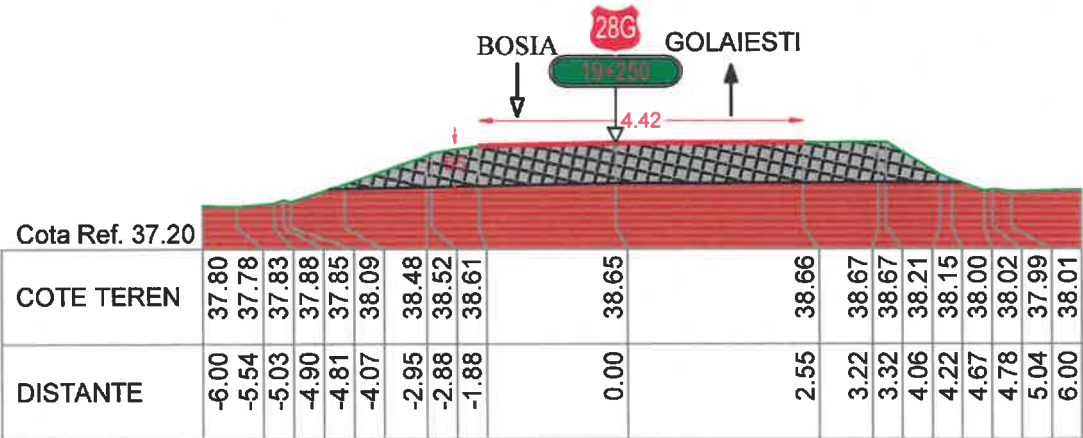 28G
BOSIA GOLAIESTI
19+250
4.42
Cota Ref. 37.20
COTE TEREN 37.80 37.78 37.83 37.88 37.85 38.09 38.48 38.52 38.61 38.65 38.66 38.67 38.67 38.21 38.15 38.00 38.02 37.99 38.01
DISTANTE -6.00 -5.54 -5.03 -4.90 -4.81 -4.07 -2.95 -2.88 -1.88 0.00 2.55 3.22 3.32 4.06 4.22 4.67 4.78 5.04 6.00